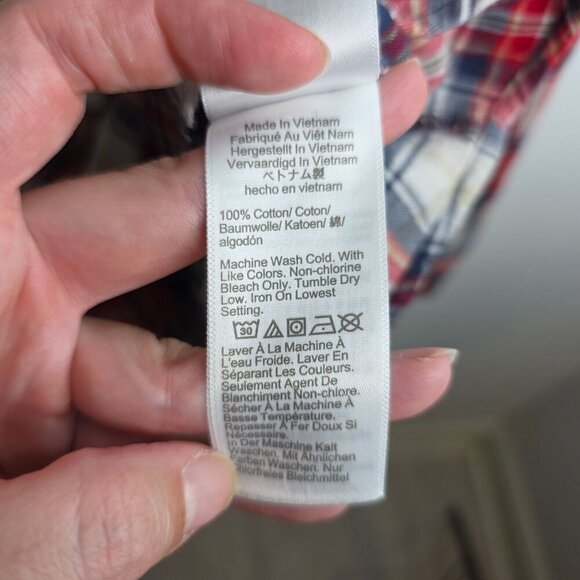 Made In Vietnam
Fabriqué Au Viêt Nam
Hergestellt In Vietnam
Vervaardigd In Vietnam
ベトナム製
hecho en vietnam
100% Cotton/ Coton/
Baumwolle/ Katoen/ 綿/
algodón
Machine Wash Cold. With
Like Colors. Non-chlorine
Bleach Only. Tumble Dry
Low. Iron On Lowest
Setting.
30
Laver À La Machine À
L'eau Froide. Laver En
Séparant Les Couleurs.
Seulement Agent De
Blanchiment Non-chlore.
Sécher À La Machine À
Basse Température.
Repasser À Fer Doux Si
Nécessaire.
In Der Maschine Kalt
Waschen. Mit Ähnlichen
Farben Waschen. Nur
Chlorfreies Bleichmittel